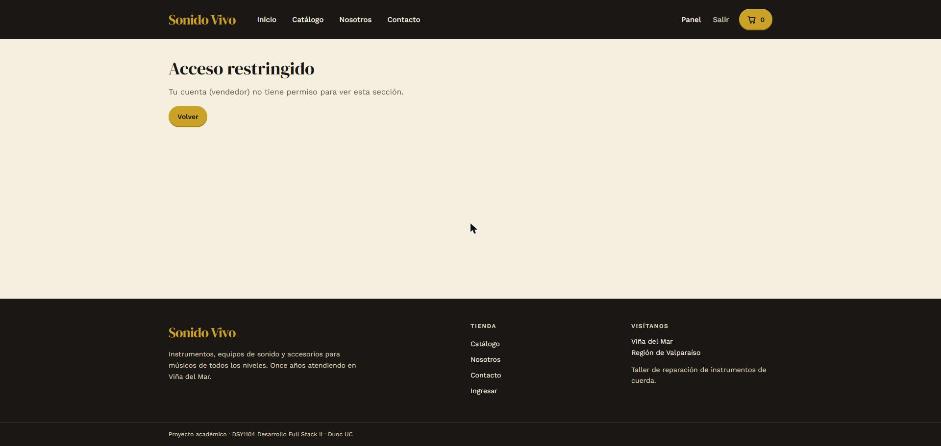 Sonido Vivo
Inicio
Catálogo
Nosotros
Contacto
Panel
Salir
0
Acceso restringido
Tu cuenta (vendedor) no tiene permiso para ver esta sección.
Volver
Sonido Vivo
Instrumentos, equipos de sonido y accesorios para
músicos de todos los niveles. Once años atendiendo en
Viña del Mar.
TIENDA
Catálogo
Nosotros
Contacto
Ingresar
VISÍTANOS
Viña del Mar
Región de Valparaíso
Taller de reparación de instrumentos de
cuerda.
Proyecto académico · DSY1104 Desarrollo Full Stack II · Duoc UC